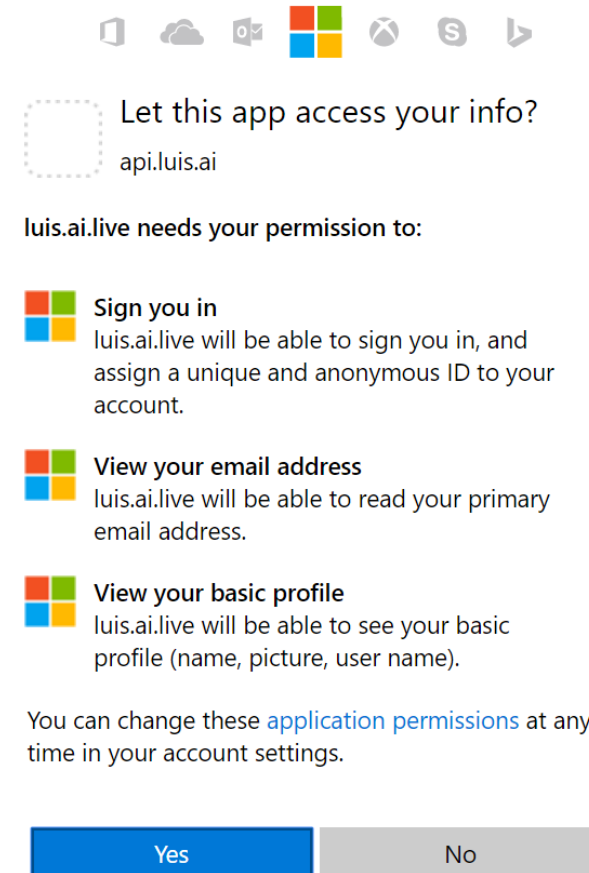 Let this app access your info?
api.luis.ai
luis.ai.live needs your permission to:
Sign you in
luis.ai.live will be able to sign you in, and
assign a unique and anonymous ID to your
account.
View your email address
luis.ai.live will be able to read your primary
email address.
View your basic profile
luis.ai.live will be able to see your basic
profile (name, picture, user name).
You can change these application permissions at any
time in your account settings.
Yes No